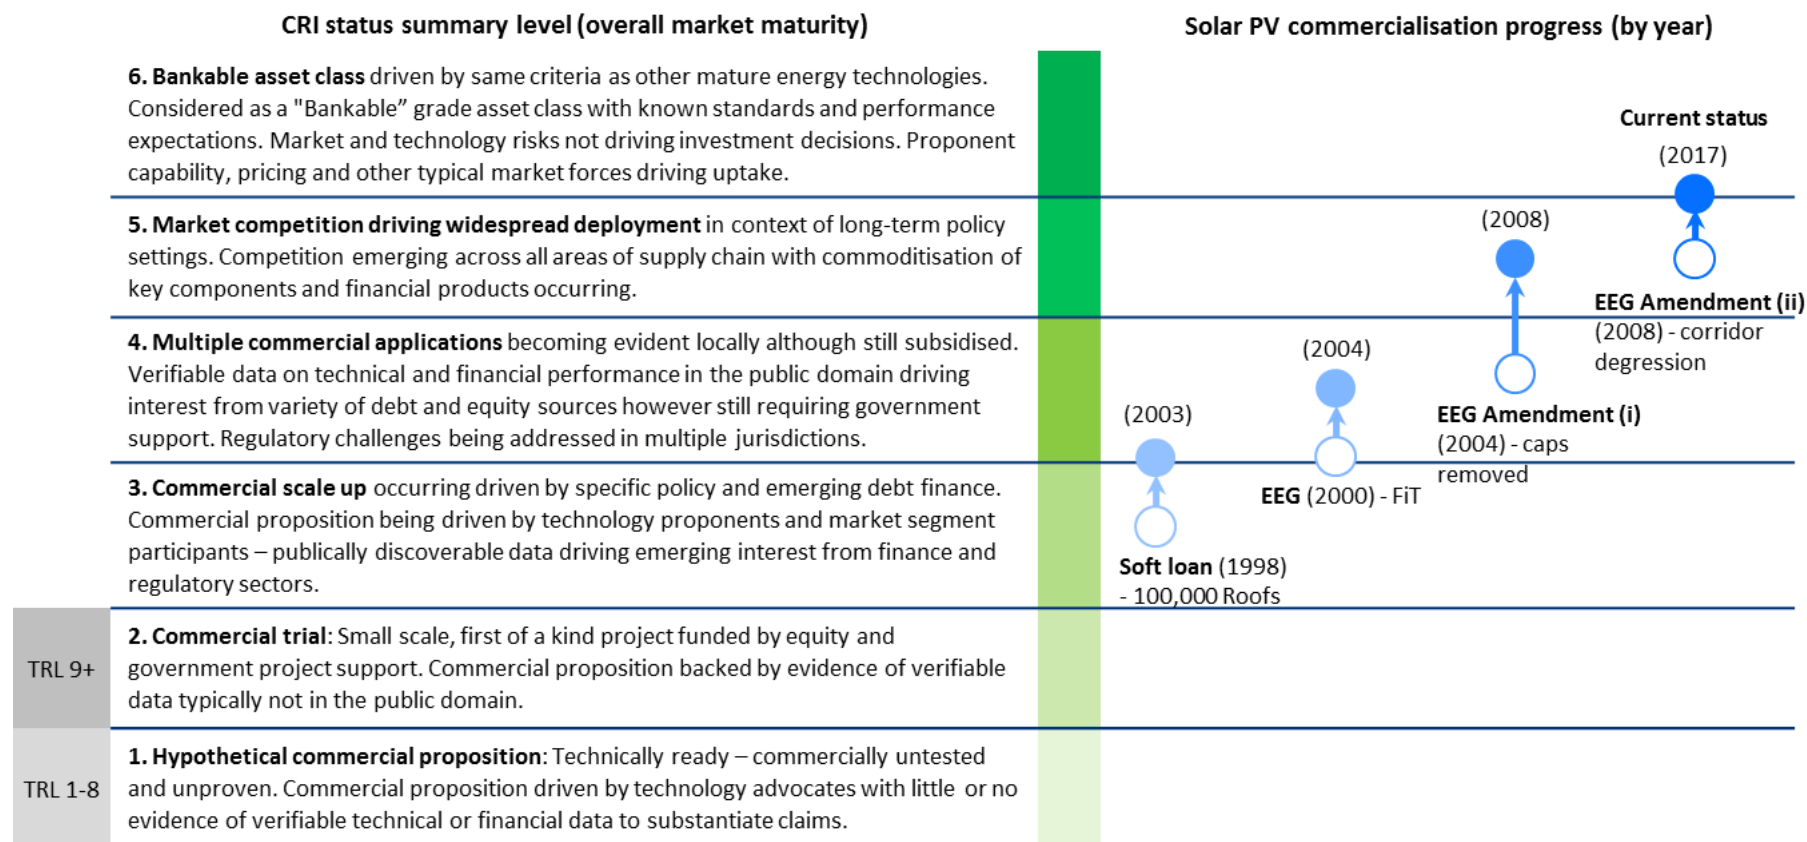 CRI status summary level (overall market maturity)
Solar PV commercialisation progress (by year)
6. Bankable asset class driven by same criteria as other mature energy technologies.
Considered as a "Bankable” grade asset class with known standards and performance
expectations. Market and technology risks not driving investment decisions. Proponent
capability, pricing and other typical market forces driving uptake.
5. Market competition driving widespread deployment in context of long-term policy
settings. Competition emerging across all areas of supply chain with commoditisation of
key components and financial products occurring.
4. Multiple commercial applications becoming evident locally although still subsidised.
Verifiable data on technical and financial performance in the public domain driving
interest from variety of debt and equity sources however still requiring government
support. Regulatory challenges being addressed in multiple jurisdictions.
3. Commercial scale up occurring driven by specific policy and emerging debt finance.
Commercial proposition being driven by technology proponents and market segment
participants – publically discoverable data driving emerging interest from finance and
regulatory sectors.
TRL 9+
2. Commercial trial: Small scale, first of a kind project funded by equity and
government project support. Commercial proposition backed by evidence of verifiable
data typically not in the public domain.
TRL 1-8
1. Hypothetical commercial proposition: Technically ready – commercially untested
and unproven. Commercial proposition driven by technology advocates with little or no
evidence of verifiable technical or financial data to substantiate claims.
(2003)
Soft loan (1998)
- 100,000 Roofs
(2004)
EEG (2000) - FiT
(2008)
EEG Amendment (i)
(2004) - caps
removed
Current status
(2017)
EEG Amendment (ii)
(2008) - corridor
degression